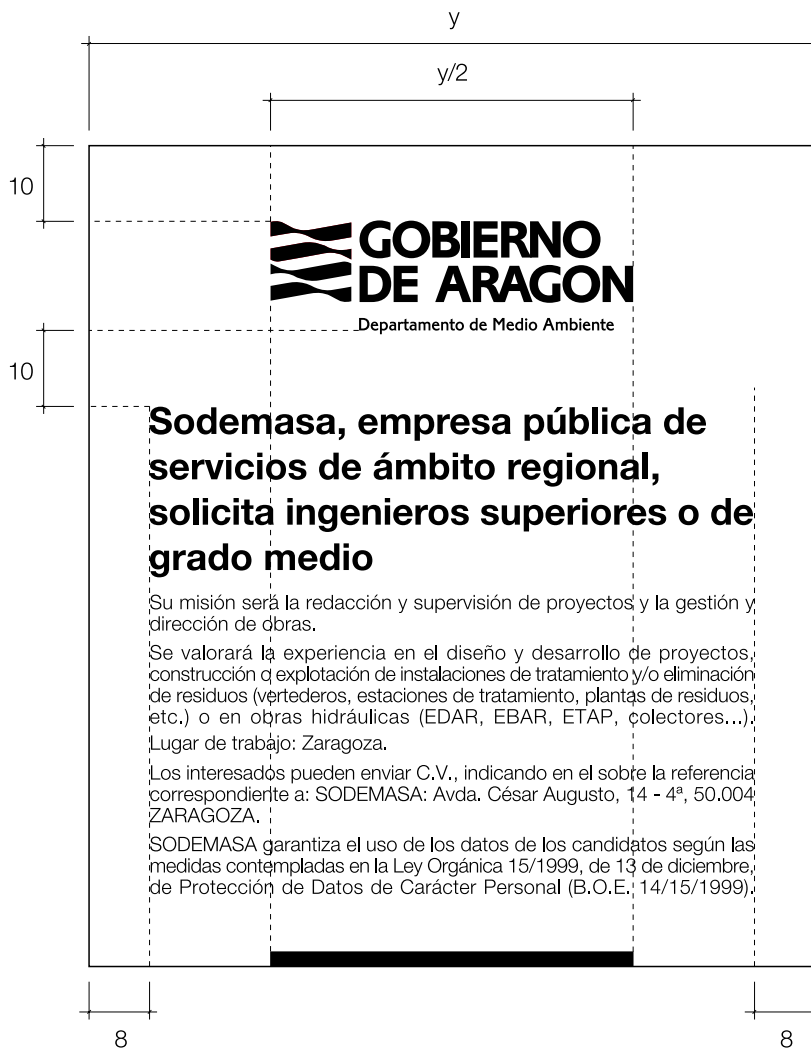 y
y/2
10
GOBIERNO
DE ARAGON
Departamento de Medio Ambiente
10
Sodemasa, empresa pública de
servicios de ámbito regional,
solicita ingenieros superiores o de
grado medio
Su misión será la redacción y supervisión de proyectos y la gestión y
dirección de obras.
Se valorará la experiencia en el diseño y desarrollo de proyectos,
construcción o explotación de instalaciones de tratamiento y/o eliminación
de residuos (vertederos, estaciones de tratamiento, plantas de residuos,
etc.) o en obras hidráulicas (EDAR, EBAR, ETAP, colectores...).
Lugar de trabajo: Zaragoza.
Los interesados pueden enviar C.V., indicando en el sobre la referencia
correspondiente a: SODEMASA: Avda. César Augusto, 14 - 4ª, 50.004
ZARAGOZA.
SODEMASA garantiza el uso de los datos de los candidatos según las
medidas contempladas en la Ley Orgánica 15/1999, de 13 de diciembre,
de Protección de Datos de Carácter Personal (B.O.E. 14/15/1999).
8
8